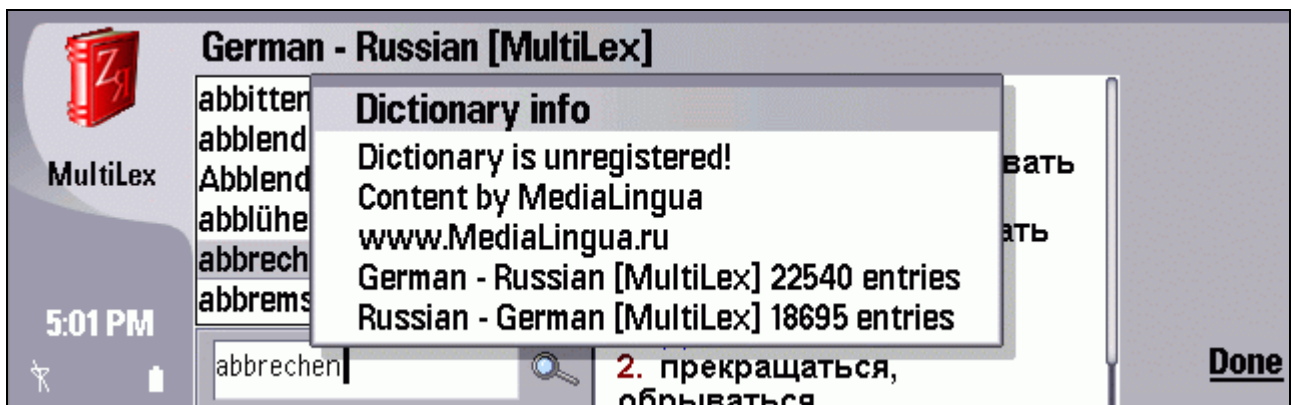 German - Russian [MultiLex]
MultiLex
5:01 PM
abbitten
abblend
Abblend
abblühe
abbrech
abbrems
abbrechen
Dictionary info
Dictionary is unregistered!
Content by MediaLingua
www.MediaLingua.ru
German - Russian [MultiLex] 22540 entries
Russian - German [MultiLex] 18695 entries
вать
ать
2. прекращаться,
обрываться
Done